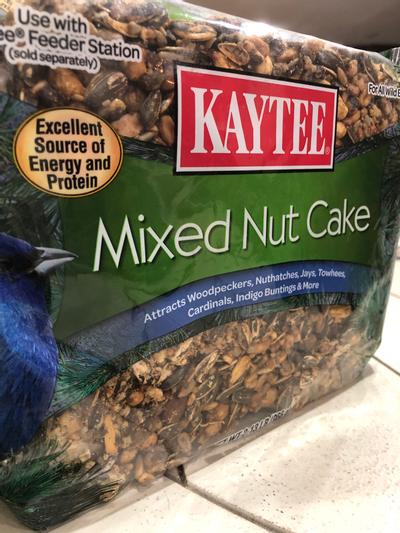 Use with
ee® Feeder Station
(sold separately)
For All Wild
Excellent
Source of
Energy and
Protein
KAYTEE®
Mixed Nut Cake
Attracts Woodpeckers, Nuthatches, Jays, Towhees,
Cardinals, Indigo Buntings & More